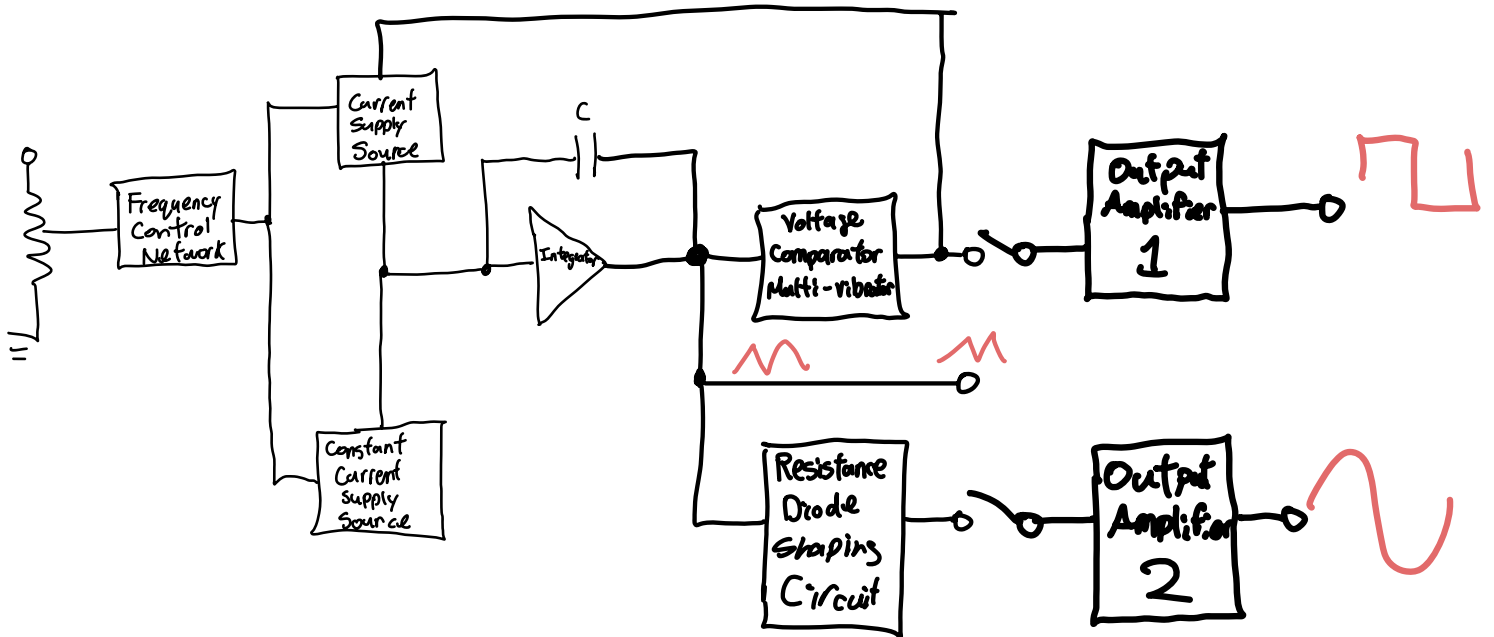 Current
Supply
Source
C
Frequency
Control
Network
Integrator
Voltage
Comparator
Multi-vibrator
Output
Amplifier
1
Constant
Current
Supply
Source
Resistance
Diode
Shaping
Circuit
Output
Amplifier
2